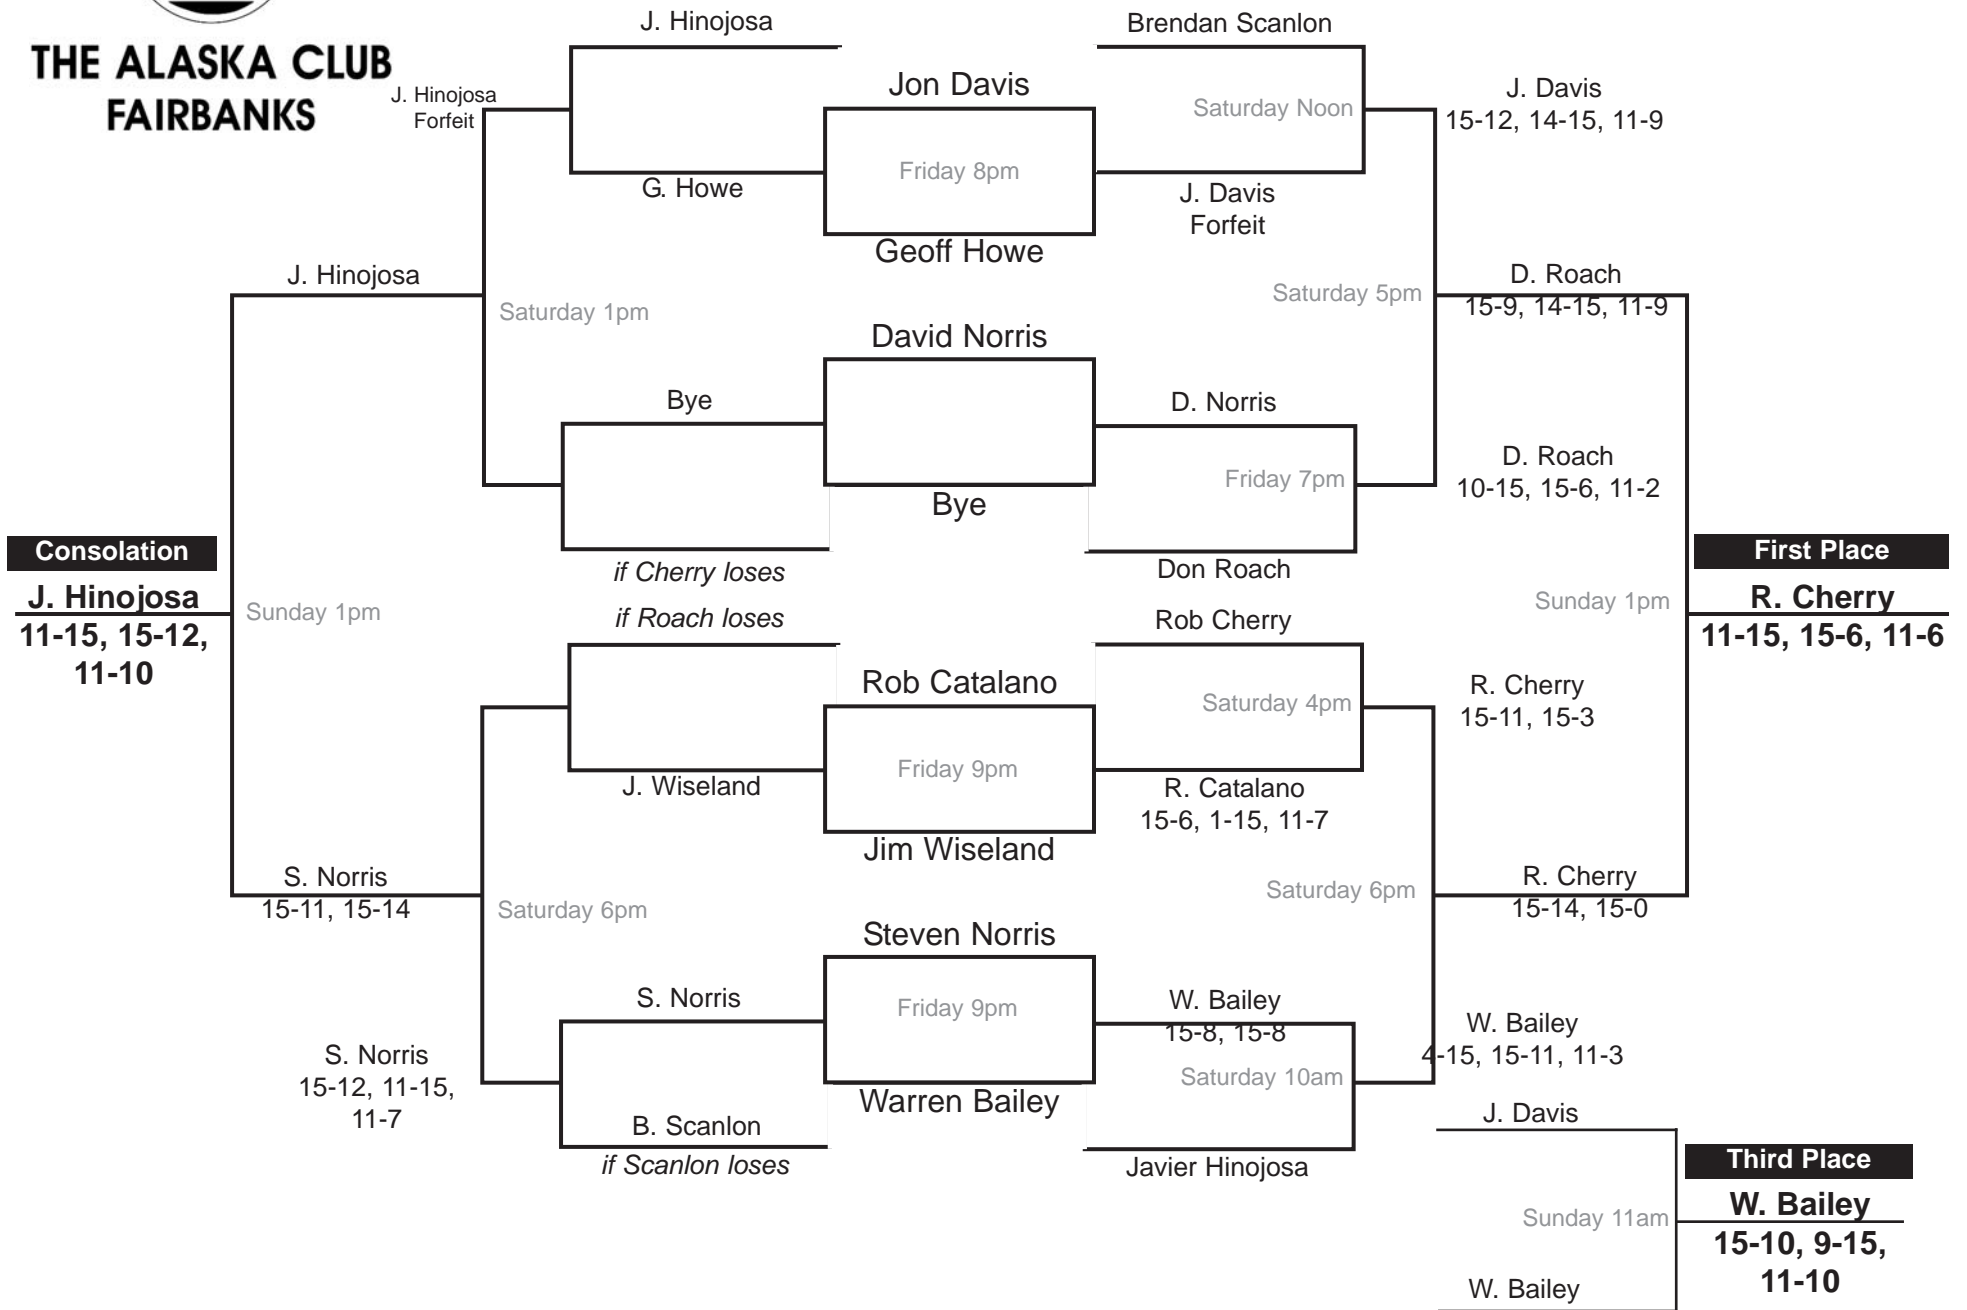 THE ALASKA CLUB
FAIRBANKS
J. Hinojosa
Brendan Scanlon
J. Hinojosa
Forfeit
Jon Davis
Saturday Noon
J. Davis
15-12, 14-15, 11-9
Friday 8pm
G. Howe
J. Davis
Forfeit
Geoff Howe
J. Hinojosa
Saturday 1pm
Saturday 5pm
D. Roach
15-9, 14-15, 11-9
David Norris
Bye
D. Norris
Friday 7pm
D. Roach
10-15, 15-6, 11-2
Bye
if Cherry loses
Don Roach
Consolation
J. Hinojosa
11-15, 15-12,
11-10
Sunday 1pm
First Place
R. Cherry
11-15, 15-6, 11-6
Sunday 1pm
if Roach loses
Rob Cherry
Rob Catalano
Saturday 4pm
R. Cherry
15-11, 15-3
Friday 9pm
J. Wiseland
R. Catalano
15-6, 1-15, 11-7
Jim Wiseland
S. Norris
15-11, 15-14
Saturday 6pm
Saturday 6pm
R. Cherry
15-14, 15-0
Steven Norris
S. Norris
Friday 9pm
W. Bailey
15-8, 15-8
Saturday 10am
W. Bailey
4-15, 15-11, 11-3
S. Norris
15-12, 11-15,
11-7
Warren Bailey
B. Scanlon
if Scanlon loses
Javier Hinojosa
J. Davis
Sunday 11am
W. Bailey
Third Place
W. Bailey
15-10, 9-15,
11-10